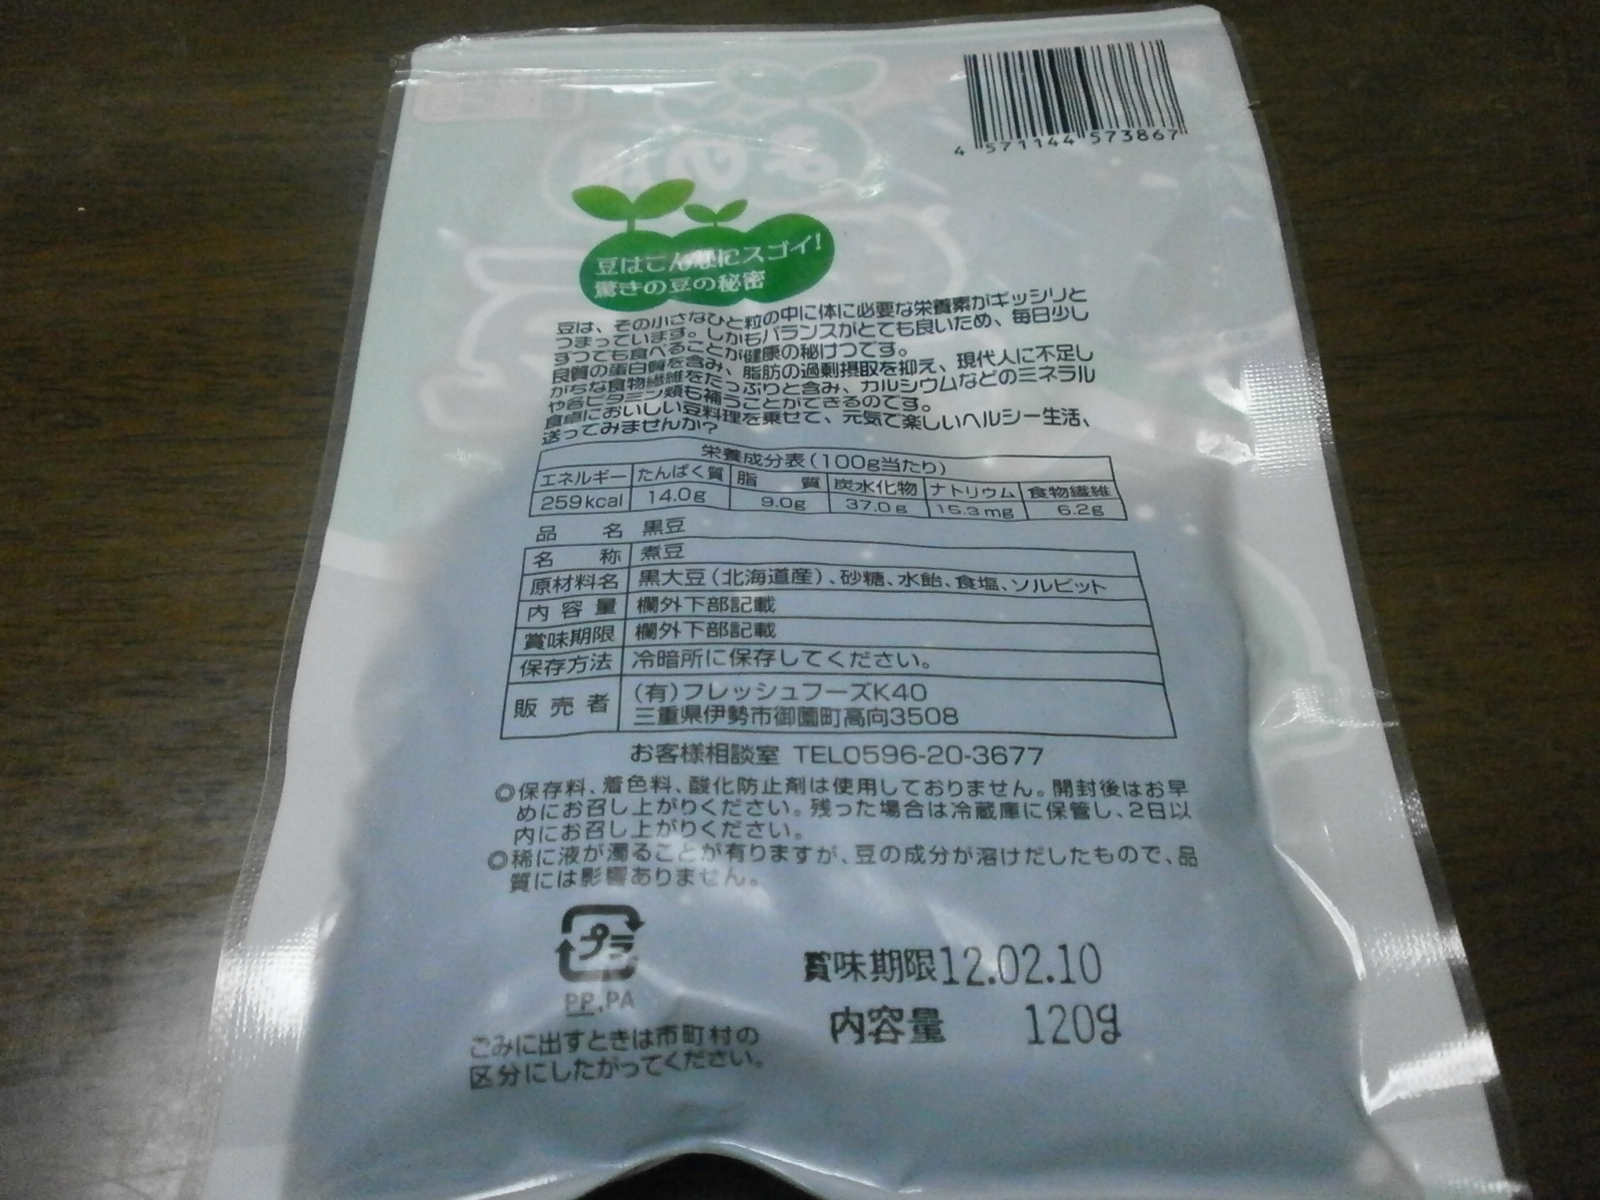 4 571144 573867
豆はこんなにスゴイ!
驚きの豆の秘密
豆は、その小さなひと粒の中に体に必要な栄養素がギッシリと
つまっています。しかもバランスがとても良いため、毎日少し
ずつでも食べることが健康の秘けつです。
良質の蛋白質を含み、脂肪の過剰摂取を抑え、現代人に不足し
がちな食物繊維をたっぷりと含み、カルシウムなどのミネラル
や各ビタミン類も補うことができるのです。
食卓においしい豆料理を乗せて、元気で楽しいヘルシー生活、
送ってみませんか?
栄養成分表(100g当たり)
エネルギー たんぱく質 脂質 炭水化物 ナトリウム 食物繊維
259kcal 14.0g 9.0g 37.0g 15.3mg 6.2g
品名 黒豆
名称 煮豆
原材料名 黒大豆(北海道産)、砂糖、水飴、食塩、ソルビット
内容量 欄外下部記載
賞味期限 欄外下部記載
保存方法 冷暗所に保存してください。
販売者 (有)フレッシュフーズK40
三重県伊勢市御薗町高向3508
お客様相談室 TEL0596-20-3677
◎保存料、着色料、酸化防止剤は使用しておりません。開封後はお早
めにお召し上がりください。残った場合は冷蔵庫に保管し、2日以
内にお召し上がりください。
◎稀に液が濁ることが有りますが、豆の成分が溶けだしたもので、品
質には影響ありません。
プラ
PP,PA
ごみに出すときは市町村の
区分にしたがってください。
賞味期限12.02.10
内容量 120g